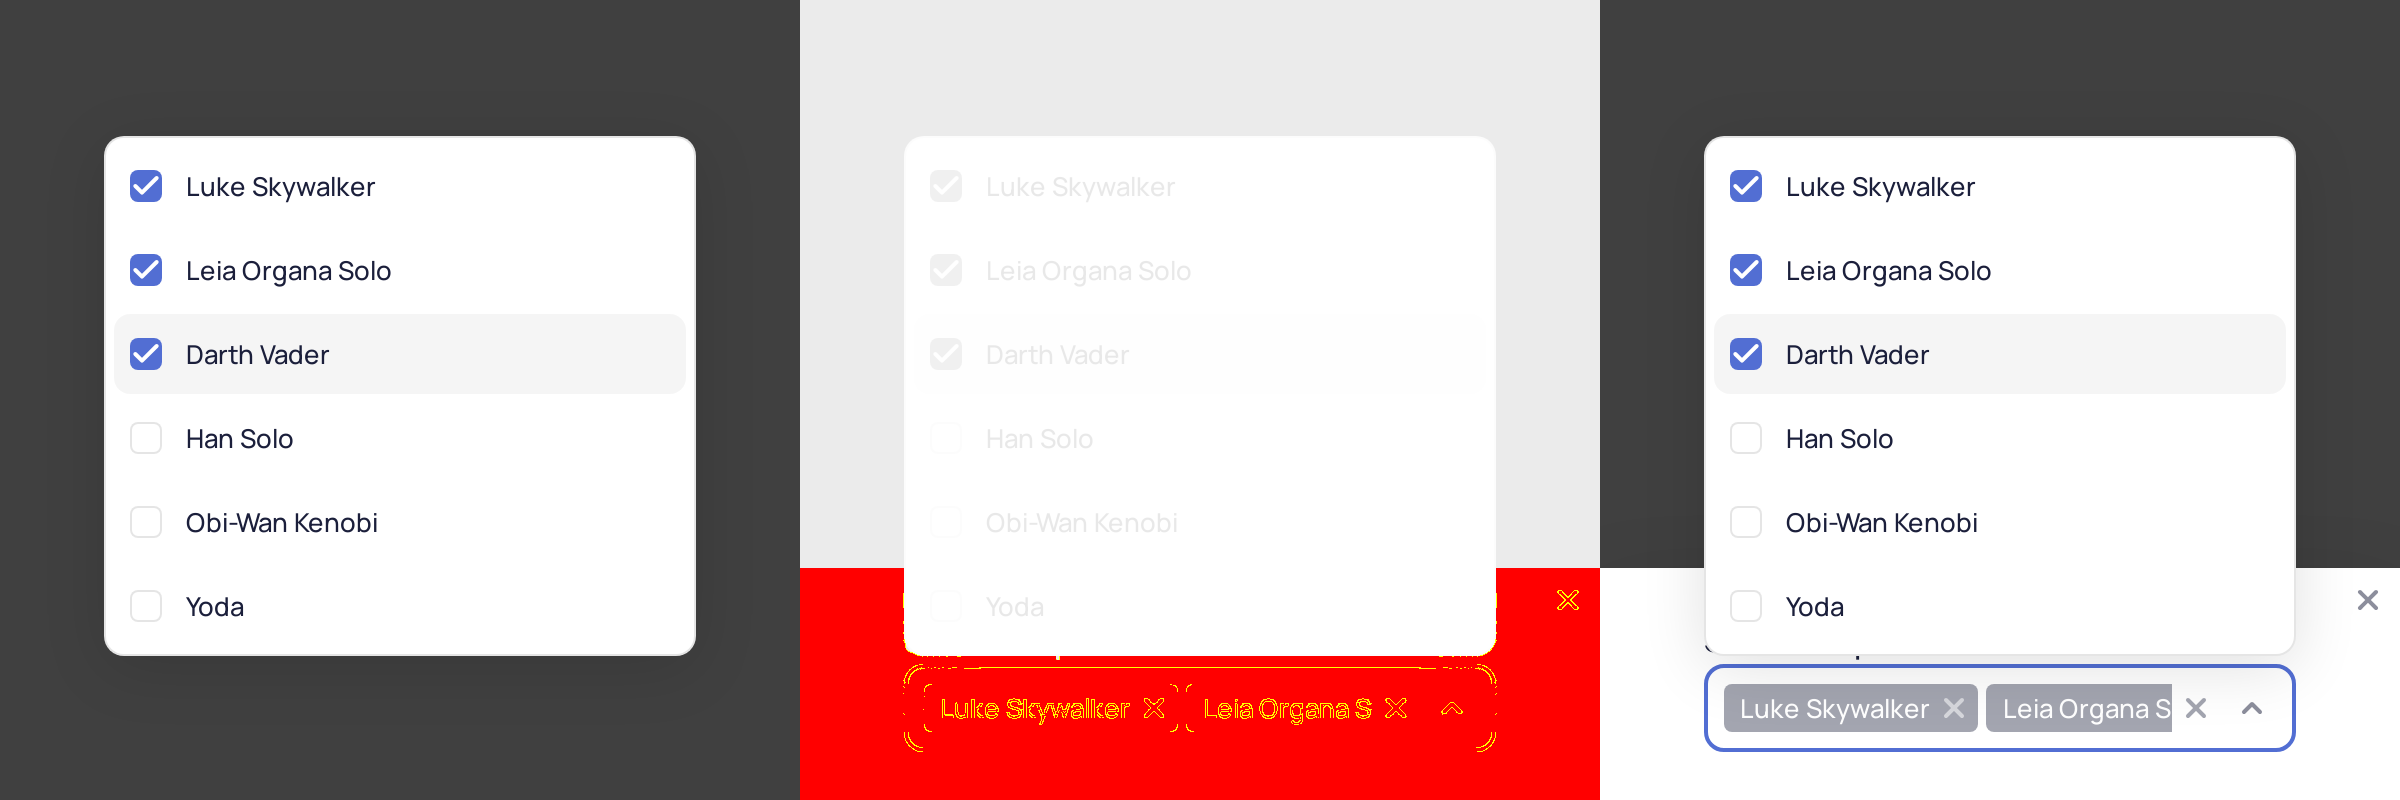 Luke Skywalker
Leia Organa Solo
Darth Vader
Han Solo
Obi-Wan Kenobi
Yoda
Luke Skywalker
Leia Organa Solo
Darth Vader
Han Solo
Obi-Wan Kenobi
Yoda
Luke Skywalker Leia Organa S
Luke Skywalker
Leia Organa Solo
Darth Vader
Han Solo
Obi-Wan Kenobi
Yoda
Luke Skywalker Leia Organa S